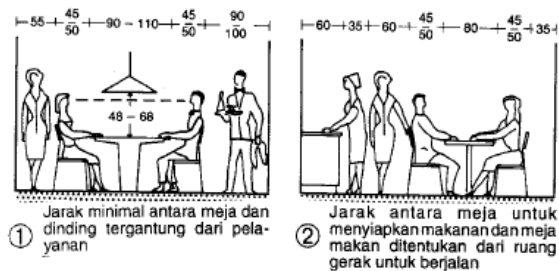 55 45/50 90 – 110 45/50 90/100
48 – 68
① Jarak minimal antara meja dan
dinding tergantung dari pela-
yanan
60 35 60 45/50 80 45/50 35
② Jarak antara meja untuk
menyiapkan makanan dan meja
makan ditentukan dari ruang
gerak untuk berjalan